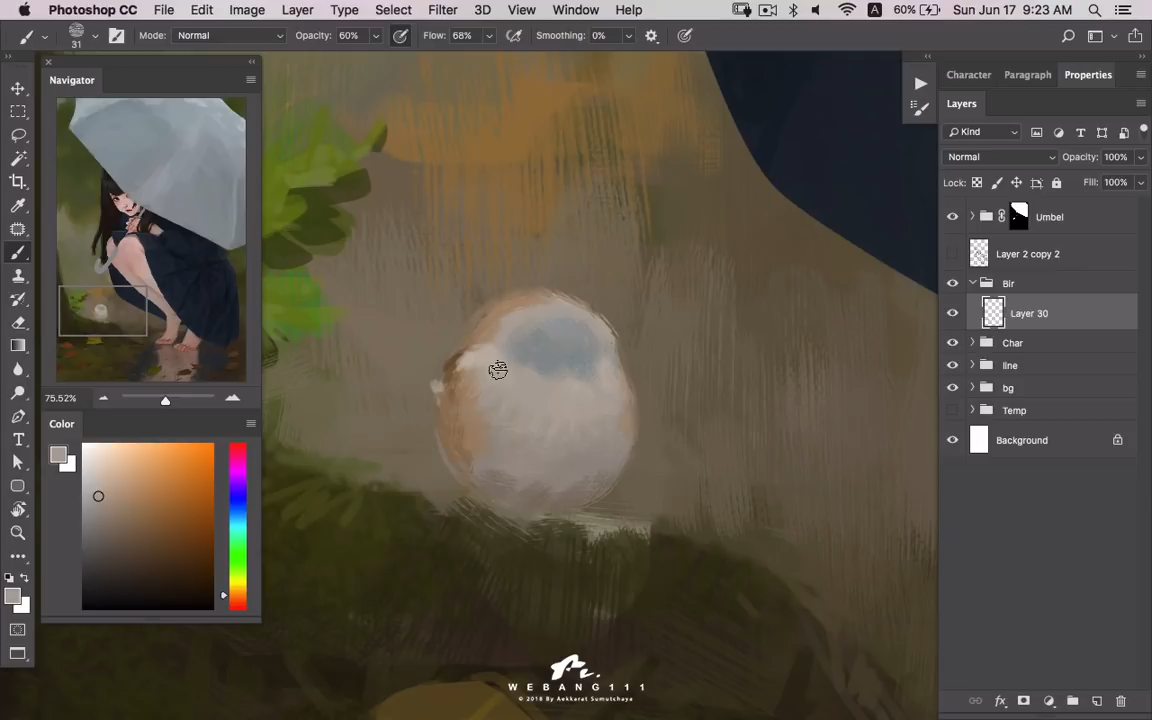 Photoshop CC File Edit Image Layer Type Select Filter 3D View Window Help A 60% Sun Jun 17 9:23 AM
31 Mode: Normal Opacity: 60% Flow: 68% Smoothing: 0%
Navigator
75.52%
Color
Character Paragraph Properties
Layers
Kind
Normal Opacity: 100%
Lock: Fill: 100%
Umbel
Layer 2 copy 2
Bir
Layer 30
Char
line
bg
Temp
Background
fx
WEBANG111
© 2018 By Aekkarat Sumutchaya